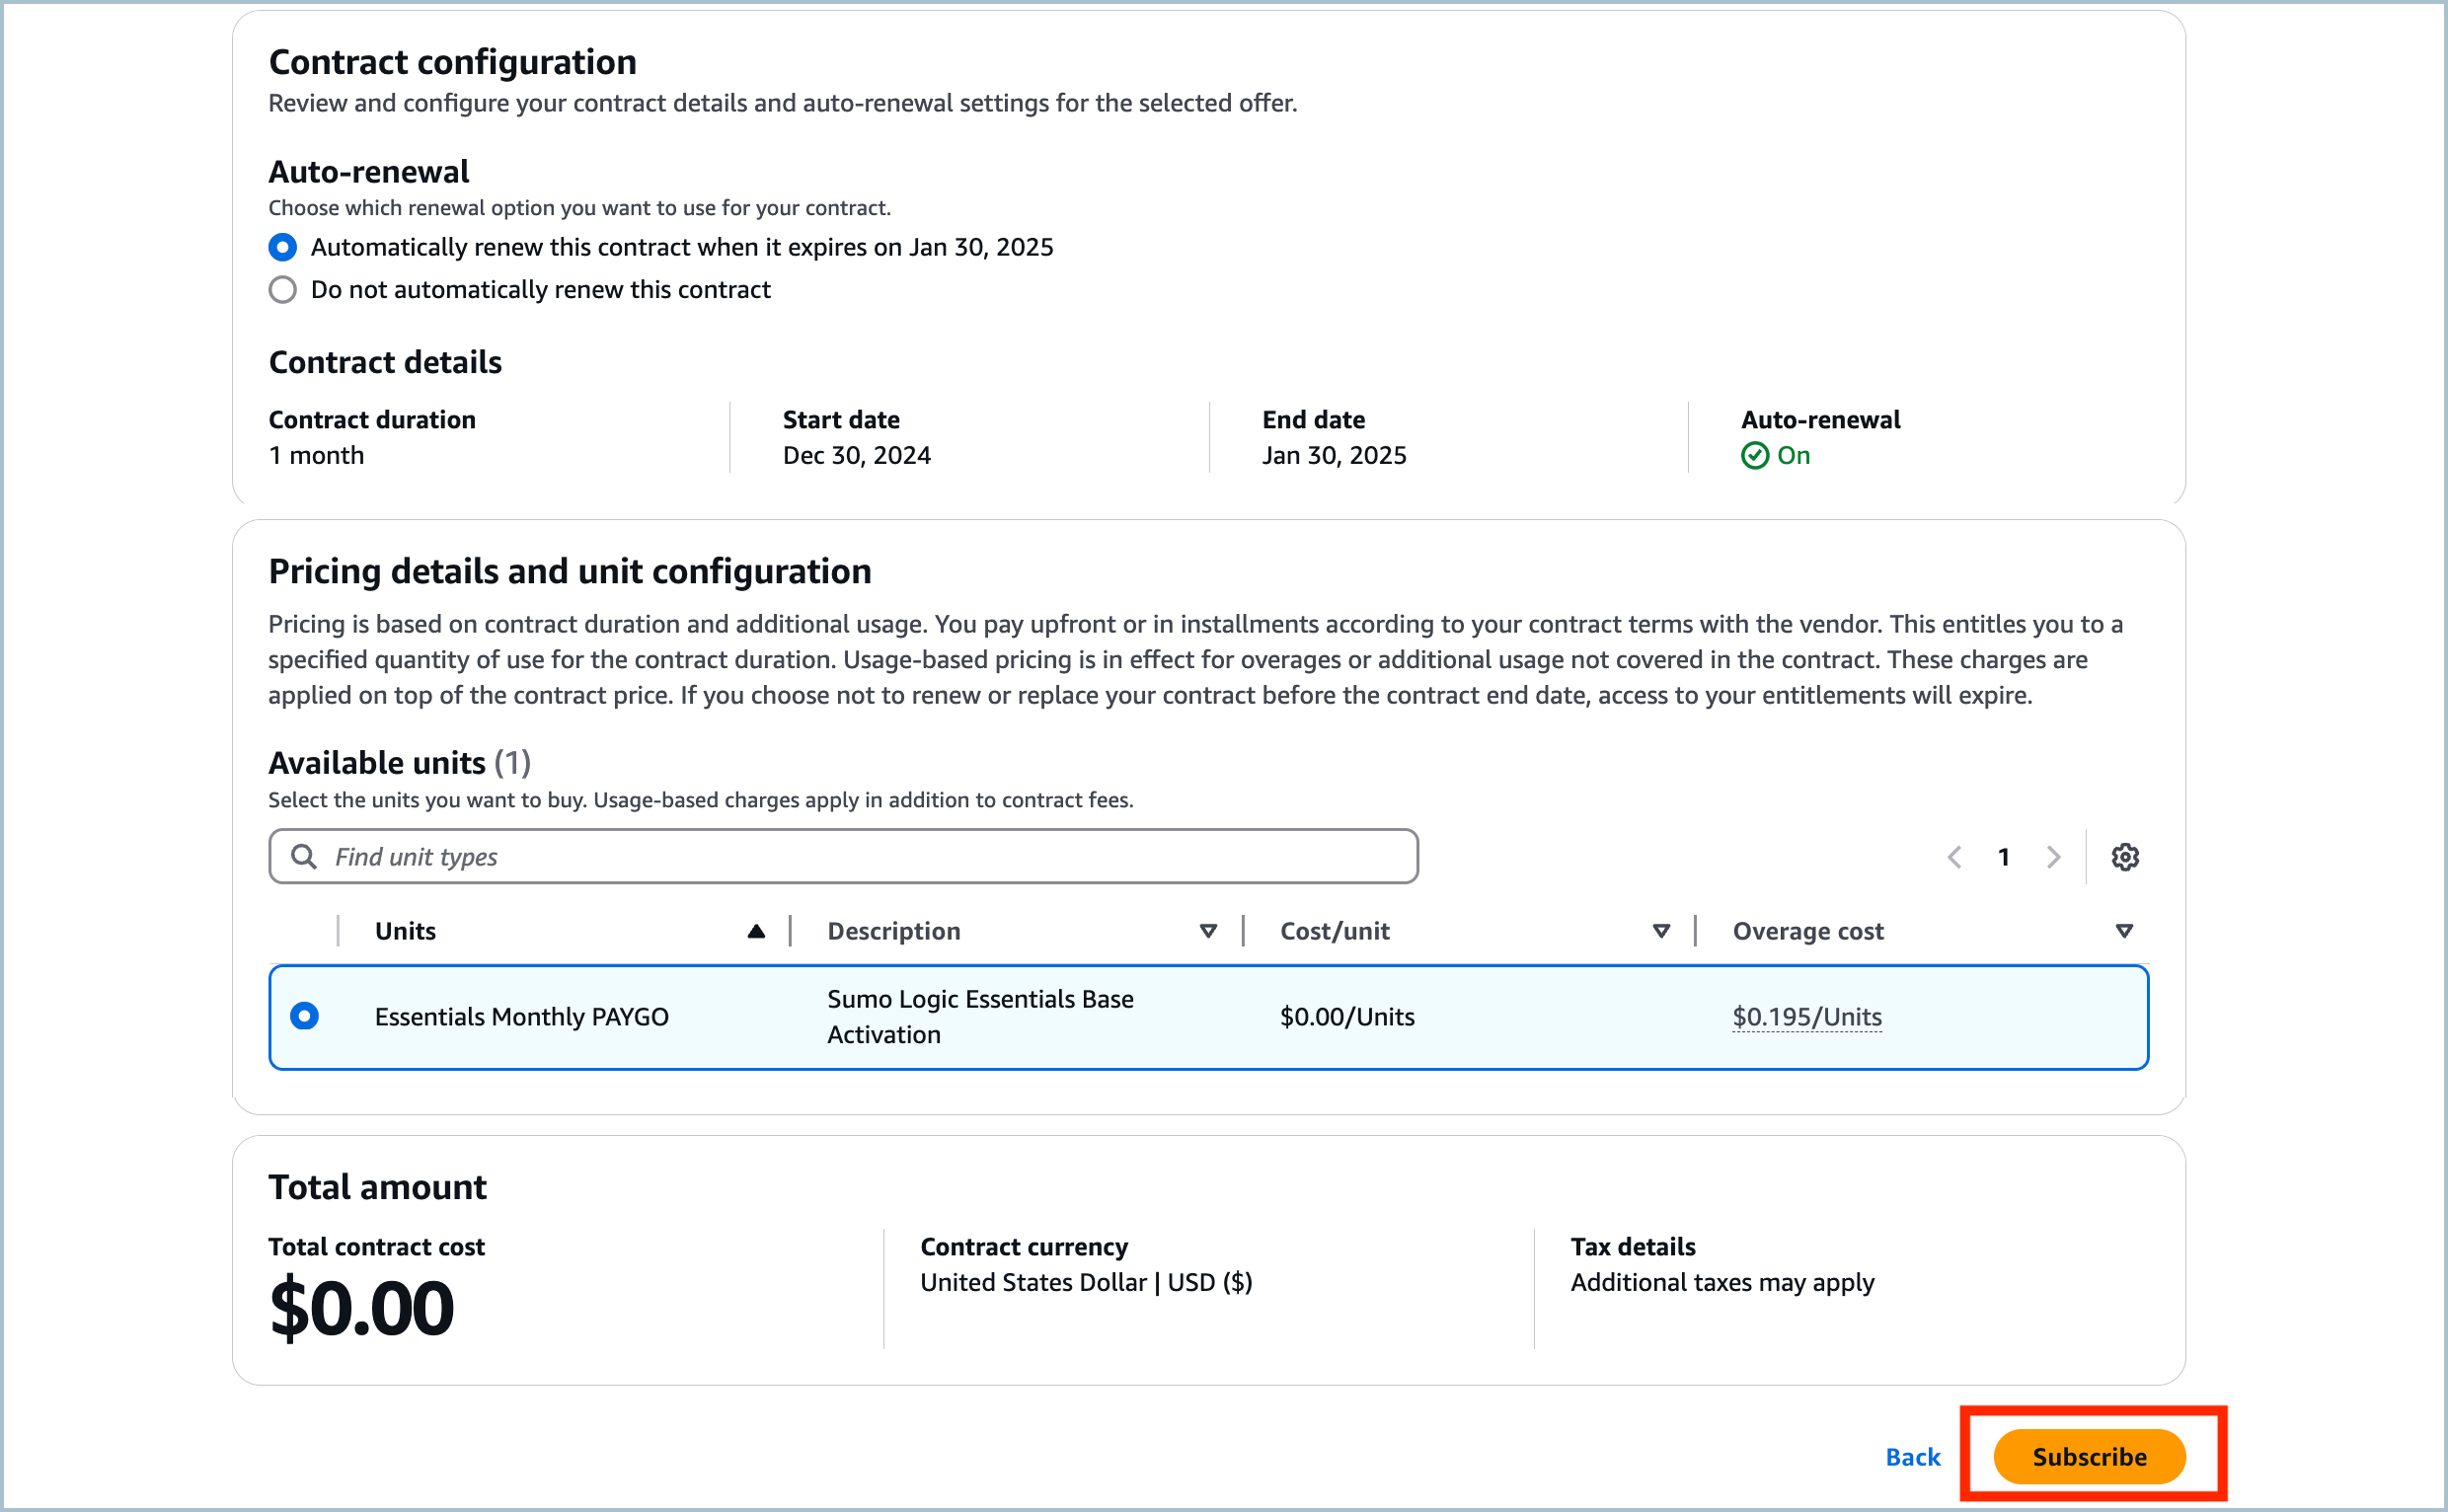 Contract configuration
Review and configure your contract details and auto-renewal settings for the selected offer.
Auto-renewal
Choose which renewal option you want to use for your contract.
Automatically renew this contract when it expires on Jan 30, 2025
Do not automatically renew this contract
Contract details
Contract duration
1 month
Start date
Dec 30, 2024
End date
Jan 30, 2025
Auto-renewal
On
Pricing details and unit configuration
Pricing is based on contract duration and additional usage. You pay upfront or in installments according to your contract terms with the vendor. This entitles you to a
specified quantity of use for the contract duration. Usage-based pricing is in effect for overages or additional usage not covered in the contract. These charges are
applied on top of the contract price. If you choose not to renew or replace your contract before the contract end date, access to your entitlements will expire.
Available units (1)
Select the units you want to buy. Usage-based charges apply in addition to contract fees.
Find unit types
1
Units
Description
Cost/unit
Overage cost
Essentials Monthly PAYGO
Sumo Logic Essentials Base
Activation
$0.00/Units
$0.195/Units
Total amount
Total contract cost
$0.00
Contract currency
United States Dollar | USD ($)
Tax details
Additional taxes may apply
Back
Subscribe